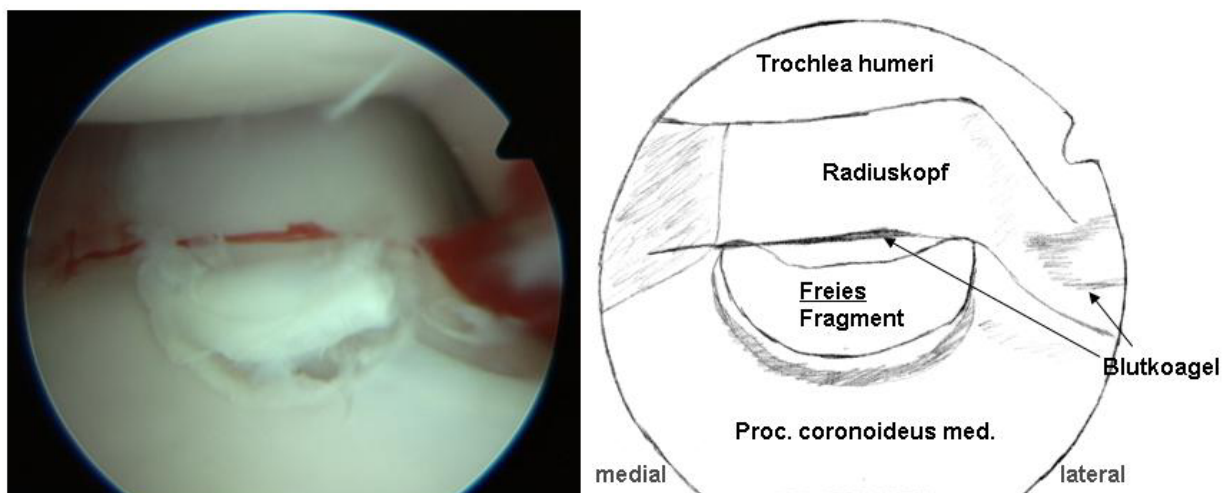 Trochlea humeri
Radiuskopf
Freies
Fragment
Blutkoagel
Proc. coronoideus med.
medial
lateral